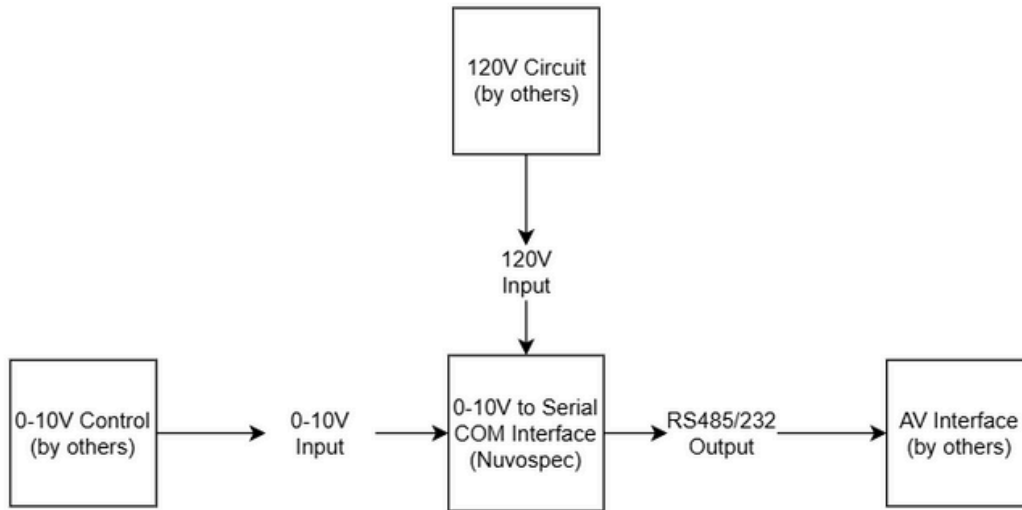 120V Circuit
(by others)
120V
Input
0-10V Control
(by others)
0-10V
Input
0-10V to Serial
COM Interface
(Nuvospec)
RS485/232
Output
AV Interface
(by others)